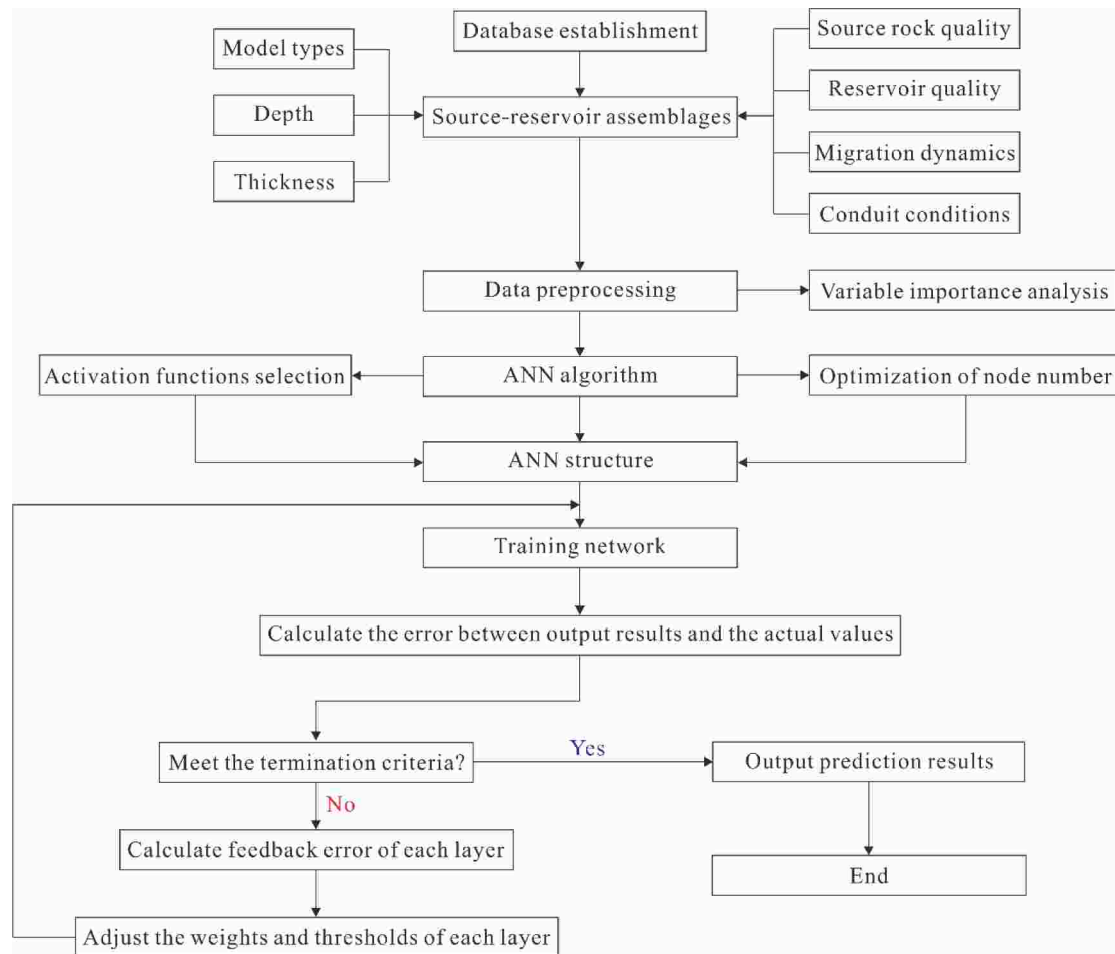 Database establishment
Model types
Depth
Thickness
Source-reservoir assemblages
Source rock quality
Reservoir quality
Migration dynamics
Conduit conditions
Data preprocessing
Variable importance analysis
Activation functions selection
ANN algorithm
Optimization of node number
ANN structure
Training network
Calculate the error between output results and the actual values
Meet the termination criteria?
Yes
Output prediction results
No
Calculate feedback error of each layer
End
Adjust the weights and thresholds of each layer